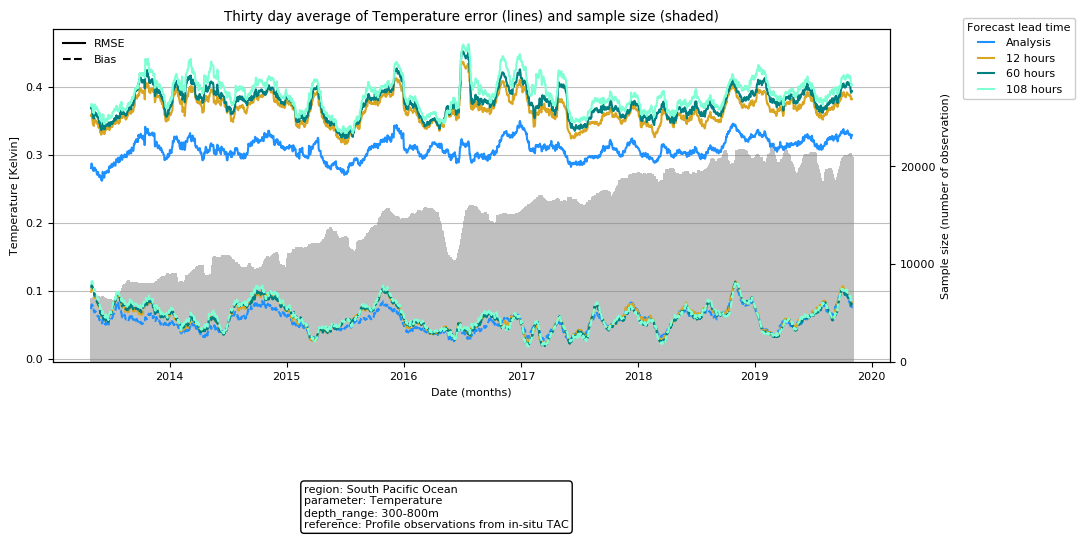 Thirty day average of Temperature error (lines) and sample size (shaded)
Forecast lead time
Analysis
12 hours
60 hours
108 hours
RMSE
Bias
Temperature [Kelvin]
0.4
0.3
0.2
0.1
0.0
Sample size (number of observation)
20000
10000
0
2014 2015 2016 2017 2018 2019 2020
Date (months)
region: South Pacific Ocean
parameter: Temperature
depth_range: 300-800m
reference: Profile observations from in-situ TAC